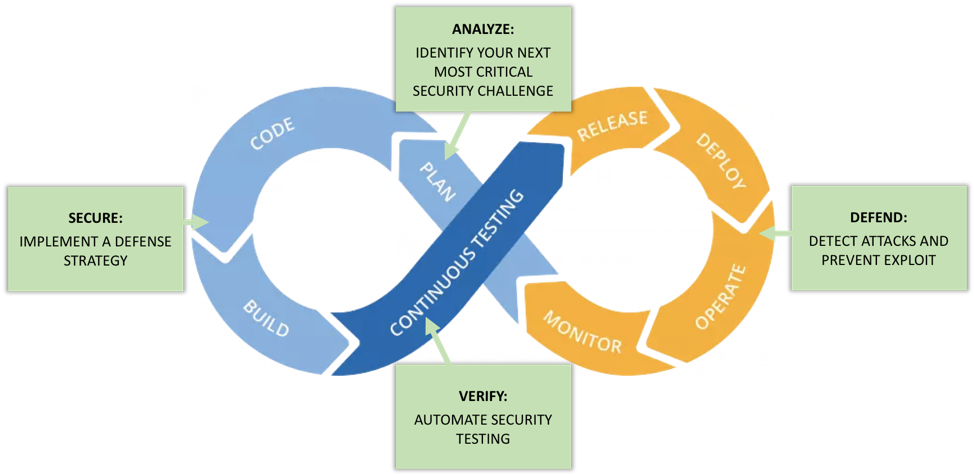 ANALYZE:
IDENTIFY YOUR NEXT
MOST CRITICAL
SECURITY CHALLENGE
CODE
PLAN
RELEASE
DEPLOY
SECURE:
IMPLEMENT A DEFENSE
STRATEGY
CONTINUOUS TESTING
DEFEND:
DETECT ATTACKS AND
PREVENT EXPLOIT
BUILD
MONITOR
OPERATE
VERIFY:
AUTOMATE SECURITY
TESTING